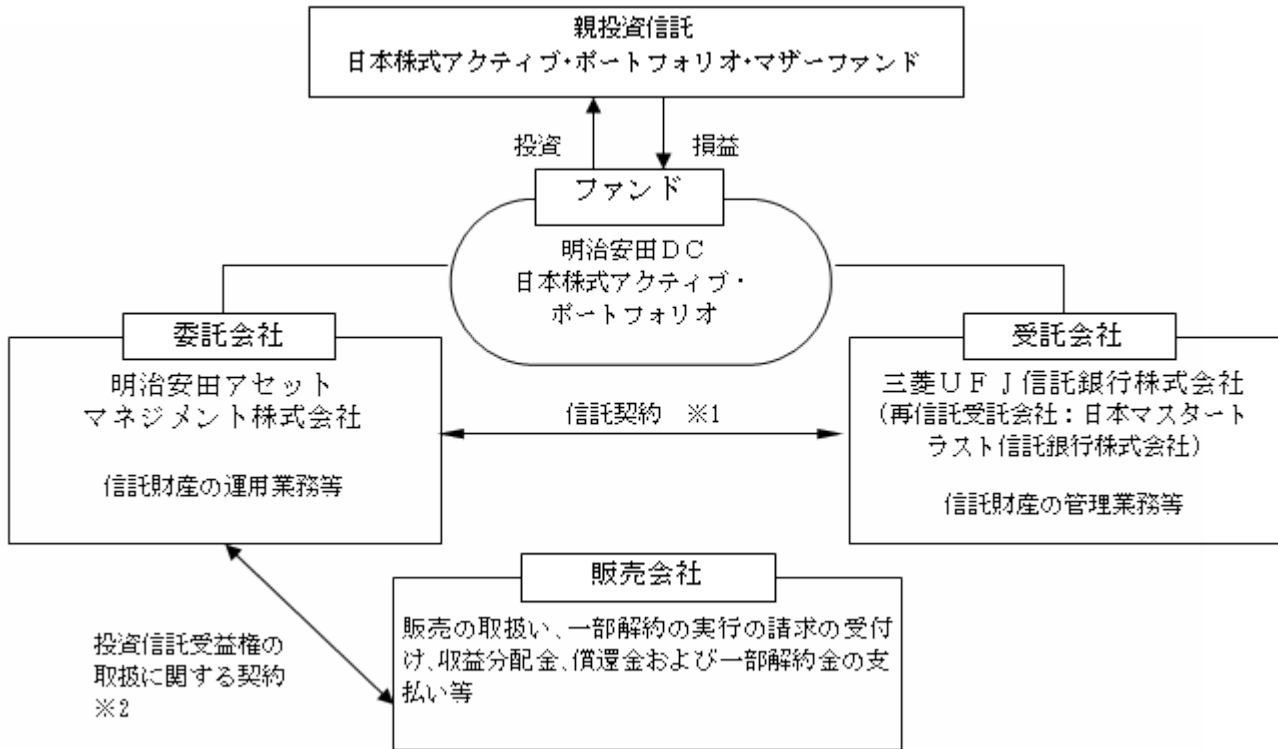 親投資信託
日本株式アクティブ・ポートフォリオ・マザーファンド
投資
損益
ファンド
明治安田DC
日本株式アクティブ・
ポートフォリオ
委託会社
明治安田アセット
マネジメント株式会社
信託財産の運用業務等
信託契約 ※1
受託会社
三菱UFJ信託銀行株式会社
(再信託受託会社:日本マスタート
ラスト信託銀行株式会社)
信託財産の管理業務等
投資信託受益権の
取扱に関する契約
※2
販売会社
販売の取扱い、一部解約の実行の請求の受付
け、収益分配金、償還金および一部解約金の支
払い等